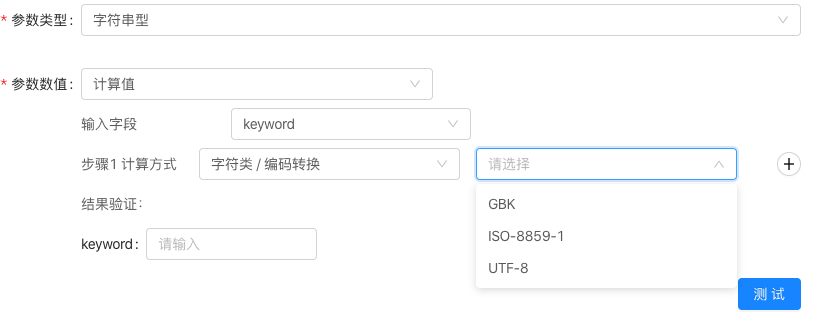 * 参数类型: 字符串型
* 参数数值: 计算值
输入字段 keyword
步骤1 计算方式 字符类 / 编码转换 请选择
GBK
结果验证:
ISO-8859-1
keyword: 请输入
UTF-8
测 试